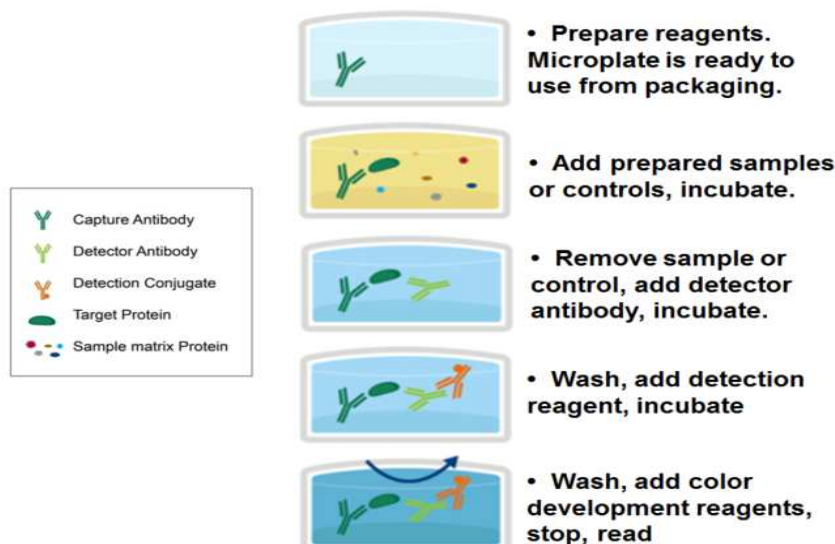 • Prepare reagents.
Microplate is ready to
use from packaging.
• Add prepared samples
or controls, incubate.
Capture Antibody
Detector Antibody
Detection Conjugate
Target Protein
Sample matrix Protein
• Remove sample or
control, add detector
antibody, incubate.
• Wash, add detection
reagent, incubate
• Wash, add color
development reagents,
stop, read